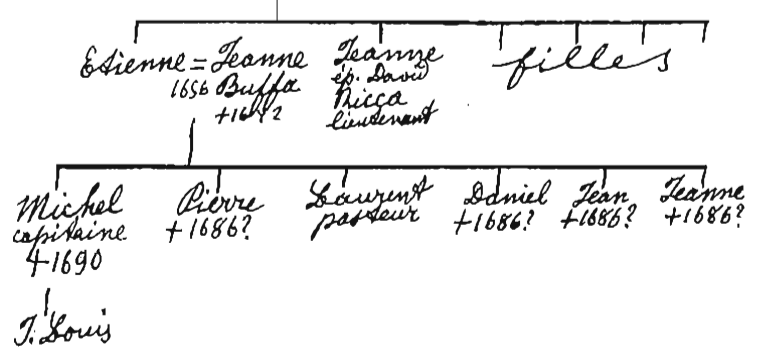 Etienne = Jeanne
1656 Buffa
Jeanne
ép. David
Ricca
lieutenant
filles
Michel
capitaine
+1690
Pierre
+1686?
Laurent
pasteur
Daniel
+1686?
Jean
+1686?
Jeanne
+1686?
J. Louis